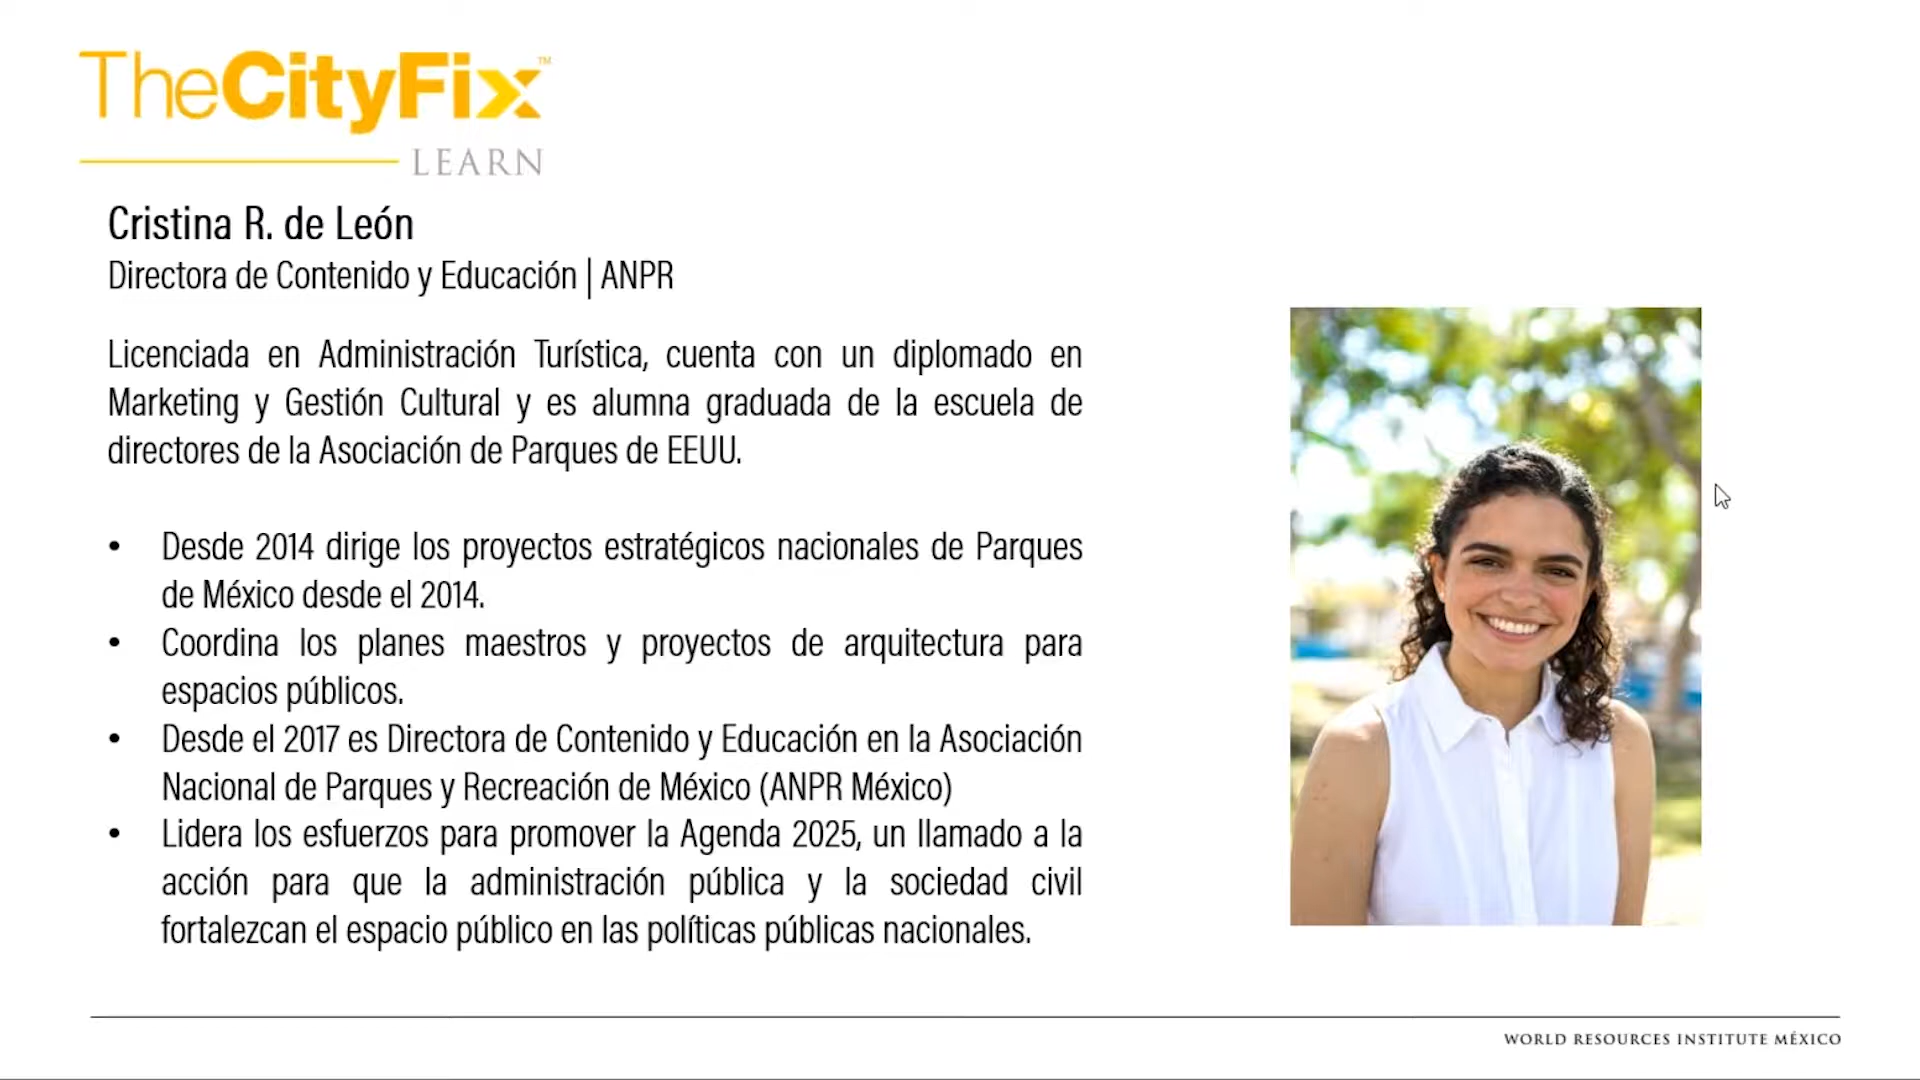 TheCityFix™
LEARN
Cristina R. de León
Directora de Contenido y Educación | ANPR
Licenciada en Administración Turística, cuenta con un diplomado en
Marketing y Gestión Cultural y es alumna graduada de la escuela de
directores de la Asociación de Parques de EEUU.
• Desde 2014 dirige los proyectos estratégicos nacionales de Parques
de México desde el 2014.
• Coordina los planes maestros y proyectos de arquitectura para
espacios públicos.
• Desde el 2017 es Directora de Contenido y Educación en la Asociación
Nacional de Parques y Recreación de México (ANPR México)
• Lidera los esfuerzos para promover la Agenda 2025, un llamado a la
acción para que la administración pública y la sociedad civil
fortalezcan el espacio público en las políticas públicas nacionales.
WORLD RESOURCES INSTITUTE MÉXICO